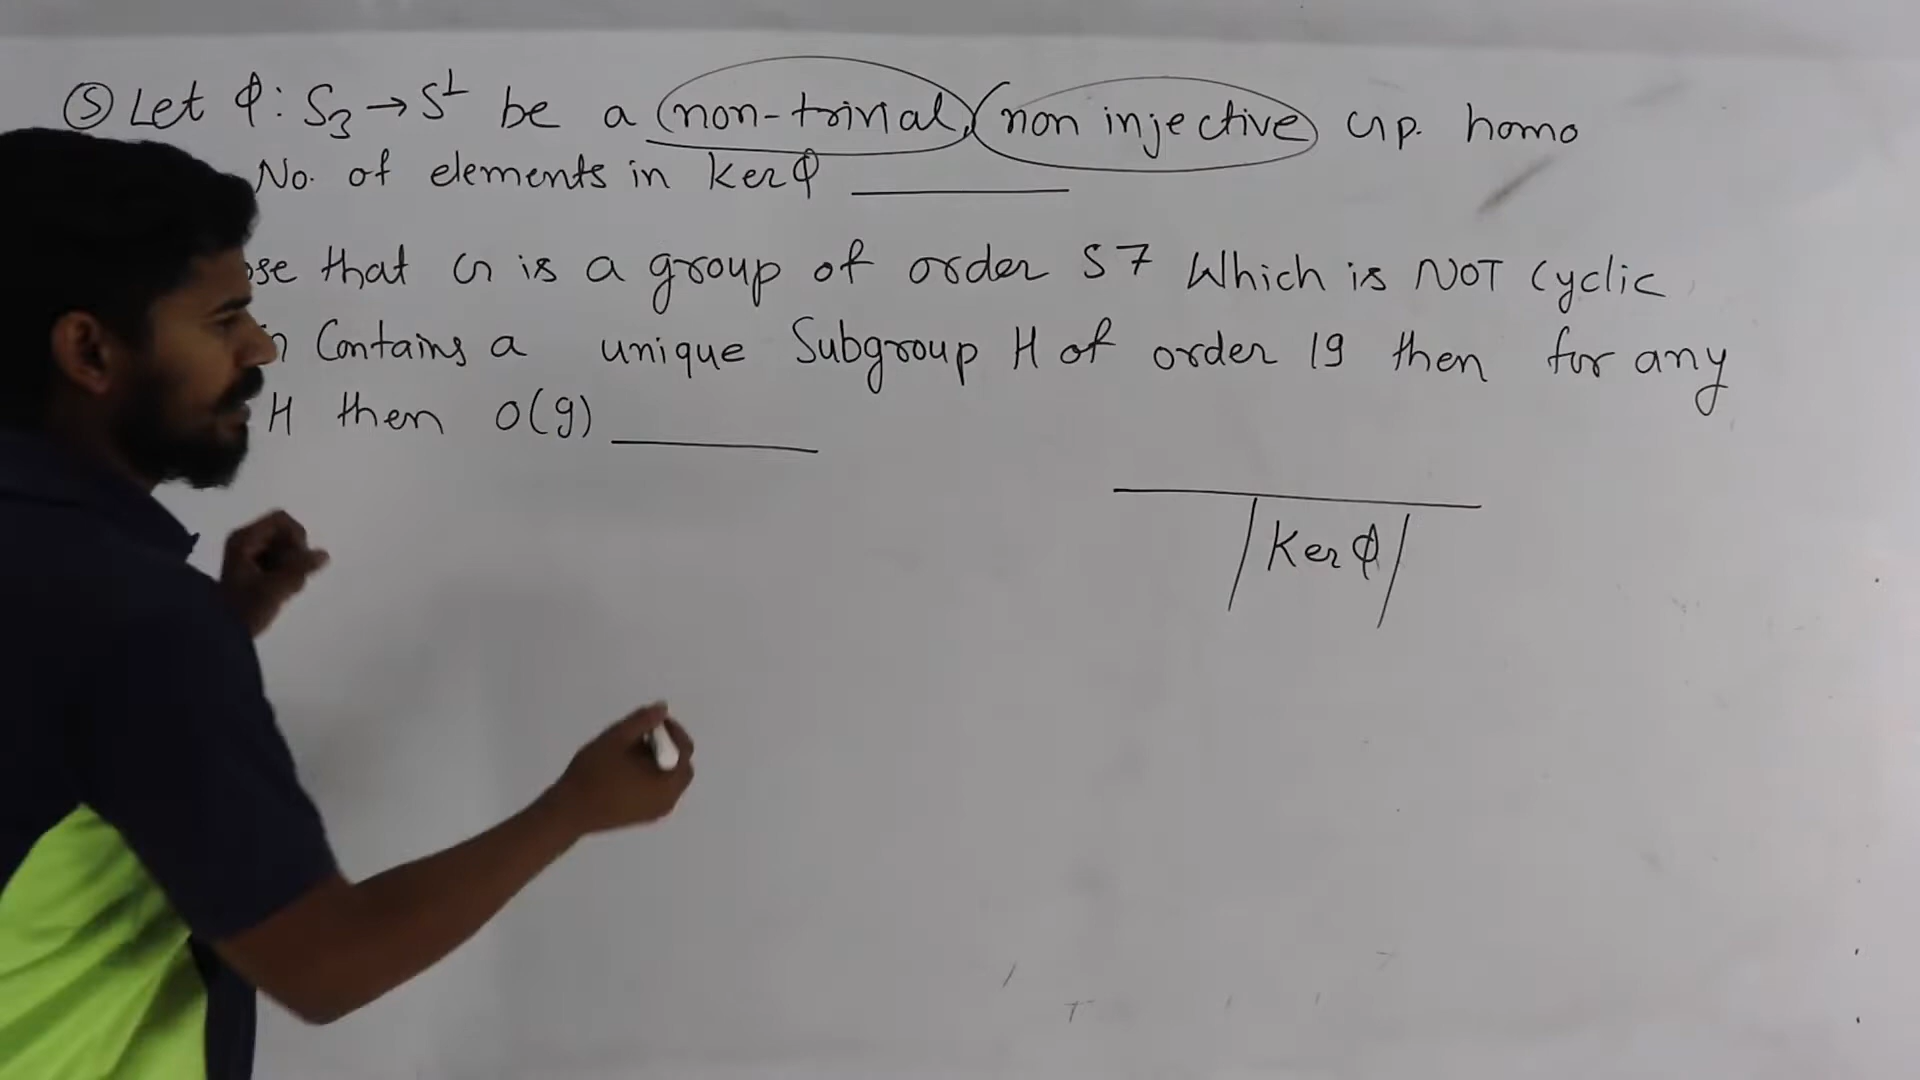 ⑤ Let φ: S₃ → S¹ be a (non-trivial), (non injective) Gp. homo
No. of elements in Ker φ ______
ose that G is a group of order 57 Which is NOT Cyclic
Contains a unique Subgroup H of order 19 then for any
H then o(g) ______
|Ker φ|